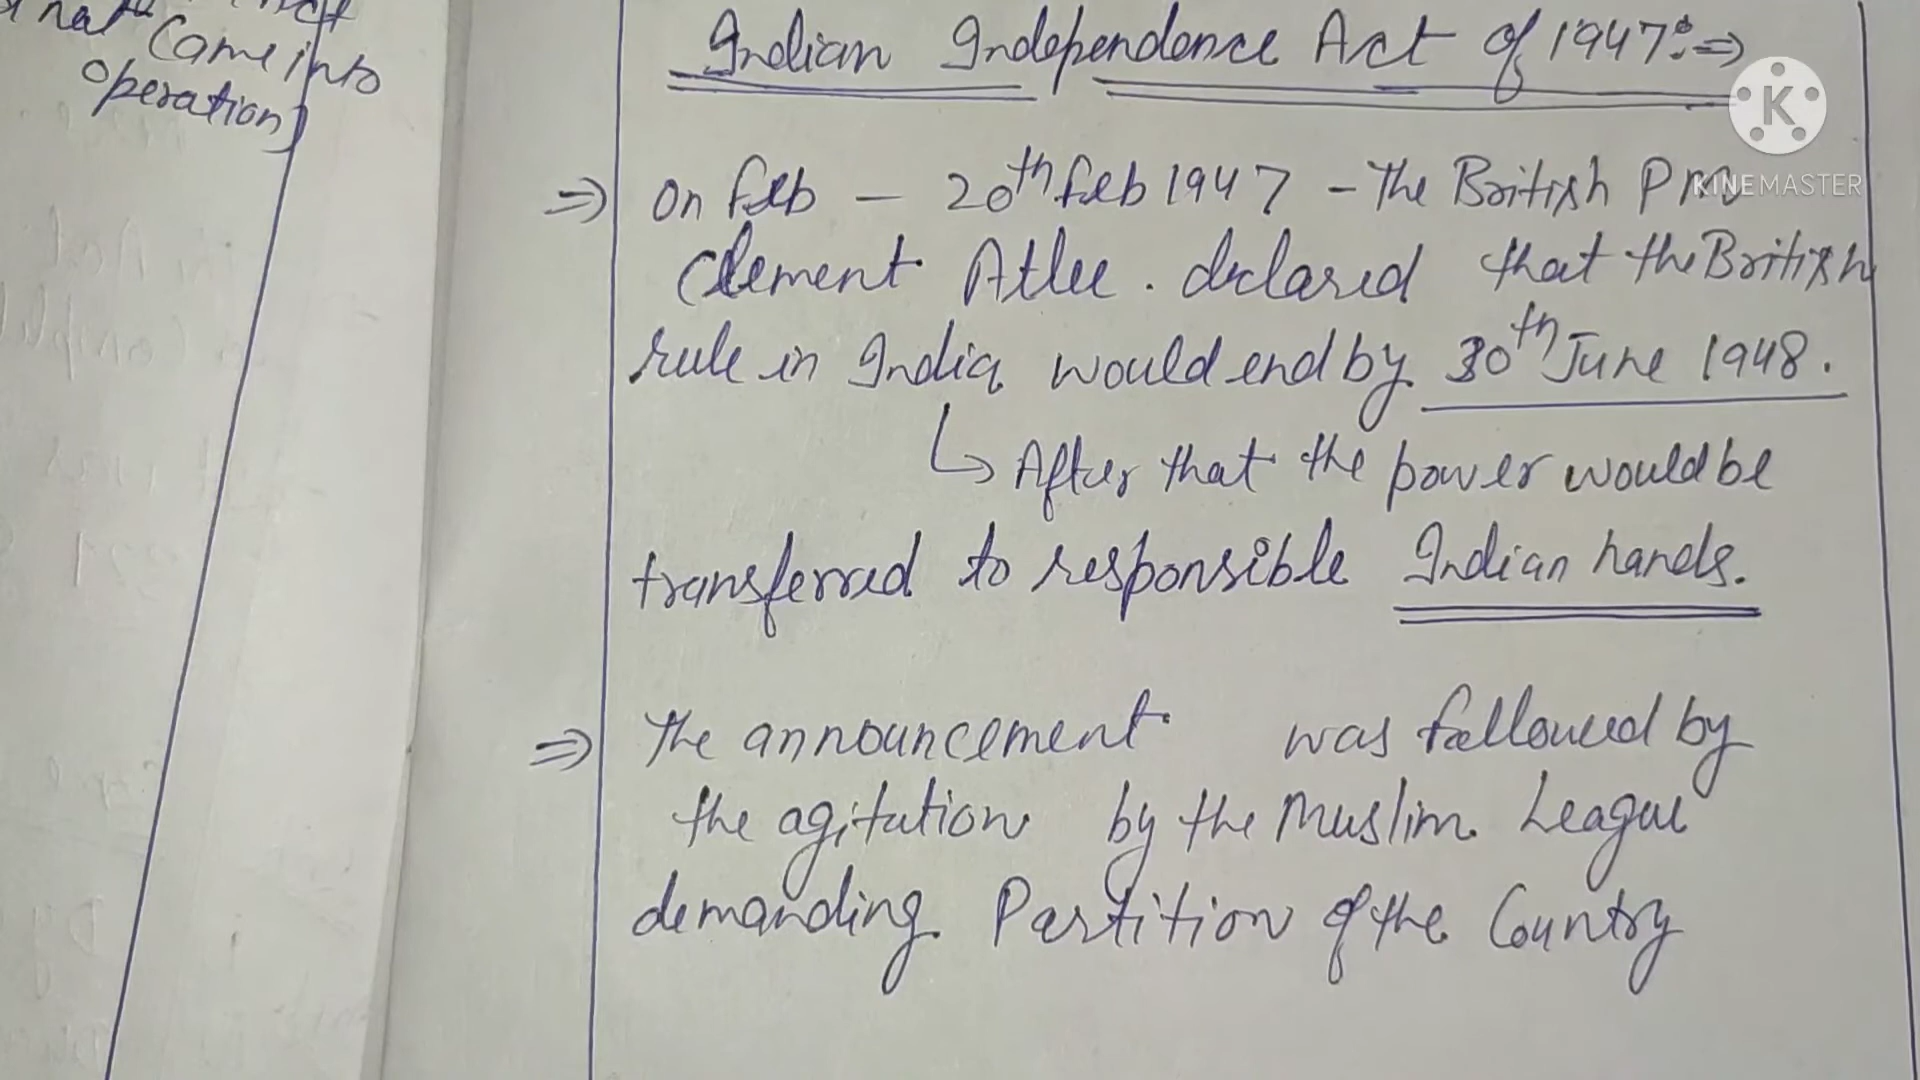 Came into
operation)
Indian Independence Act of 1947:⇒
⇒ On Feb – 20th Feb 1947 – The British PM
Clement Atlee. declared that the British
rule in India would end by 30th June 1948.
↳ After that the power would be
transferred to responsible Indian hands.
⇒ The announcement was followed by
the agitation by the Muslim League
demanding Partition of the Country
K
KINEMASTER